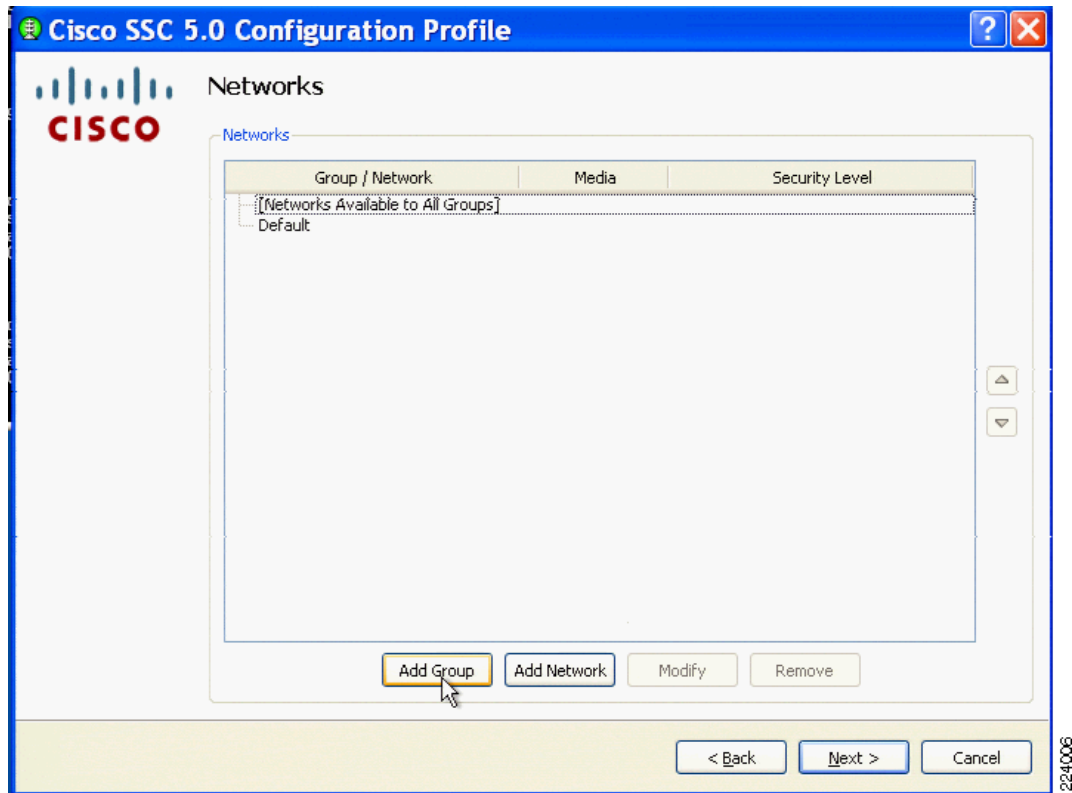 Cisco SSC 5.0 Configuration Profile
?
CISCO
Networks
Networks
Group / Network Media Security Level
[Networks Available to All Groups]
Default
Add Group Add Network Modify Remove
< Back Next > Cancel
224006